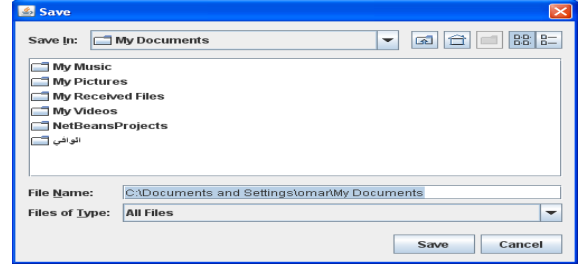 Save
Save In: My Documents
My Music
My Pictures
My Received Files
My Videos
NetBeansProjects
الوافي
File Name: C:\Documents and Settings\omar\My Documents
Files of Type: All Files
Save Cancel